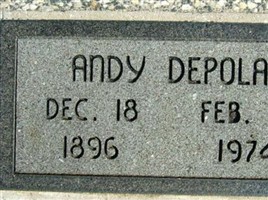 ANDY DEPOLA
DEC. 18 FEB.
1896 1974